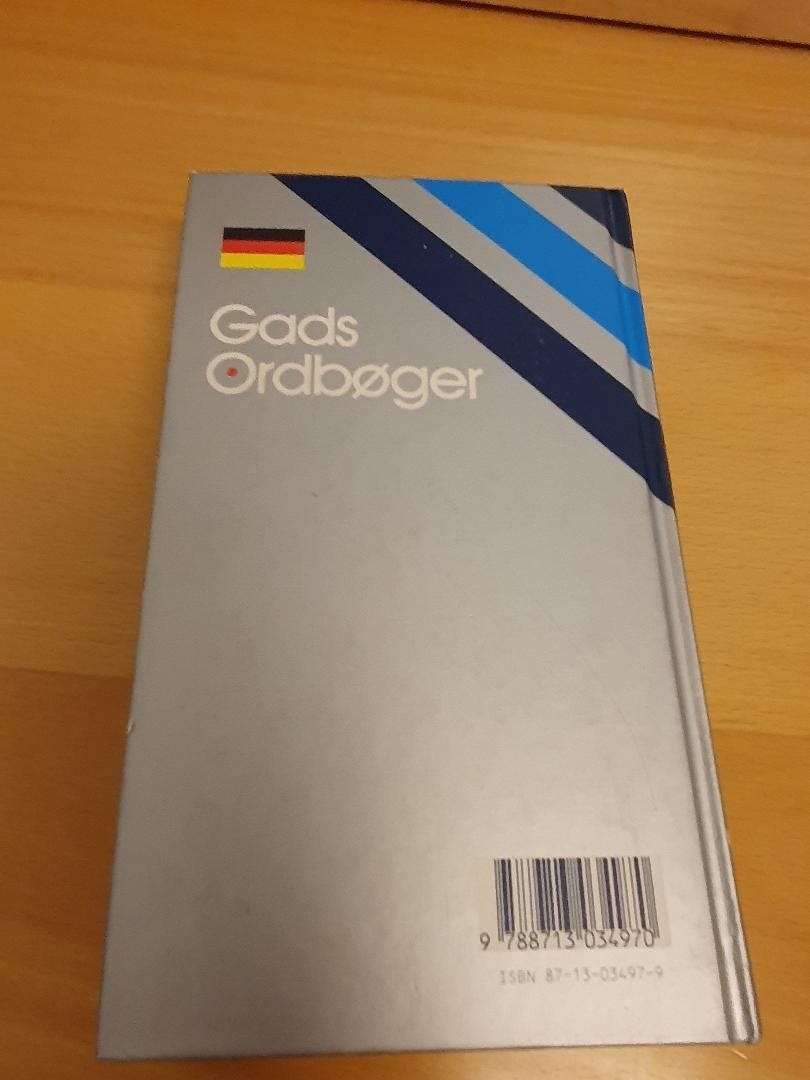 Gads
Ordbøger
9 788713 034970
ISBN 87-13-03497-9